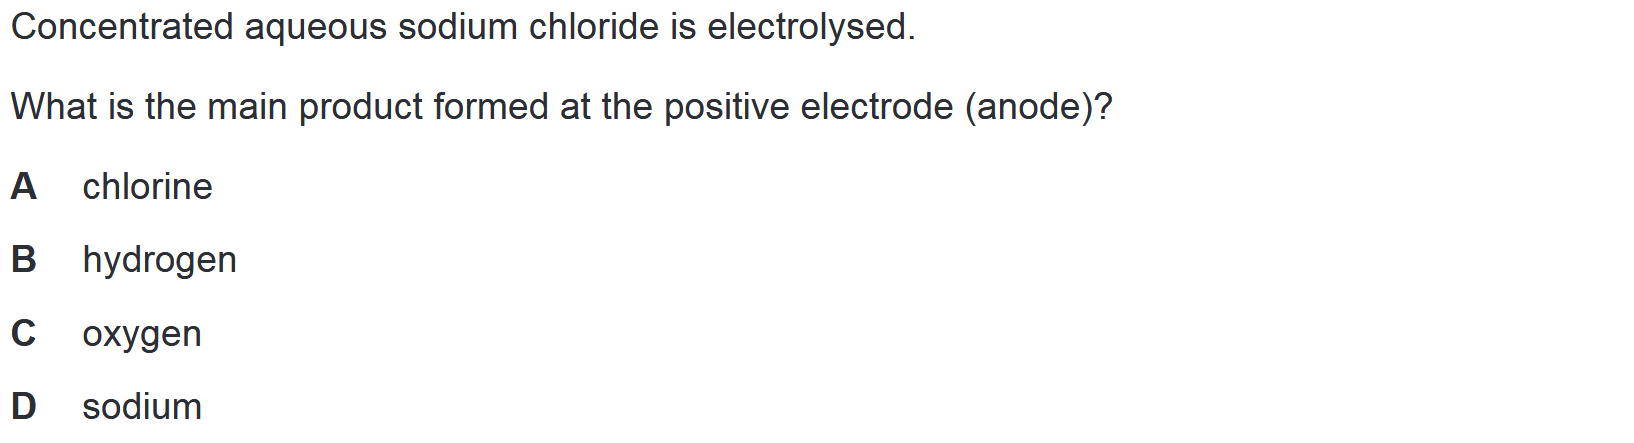 Concentrated aqueous sodium chloride is electrolysed.
What is the main product formed at the positive electrode (anode)?
A chlorine
B hydrogen
C oxygen
D sodium